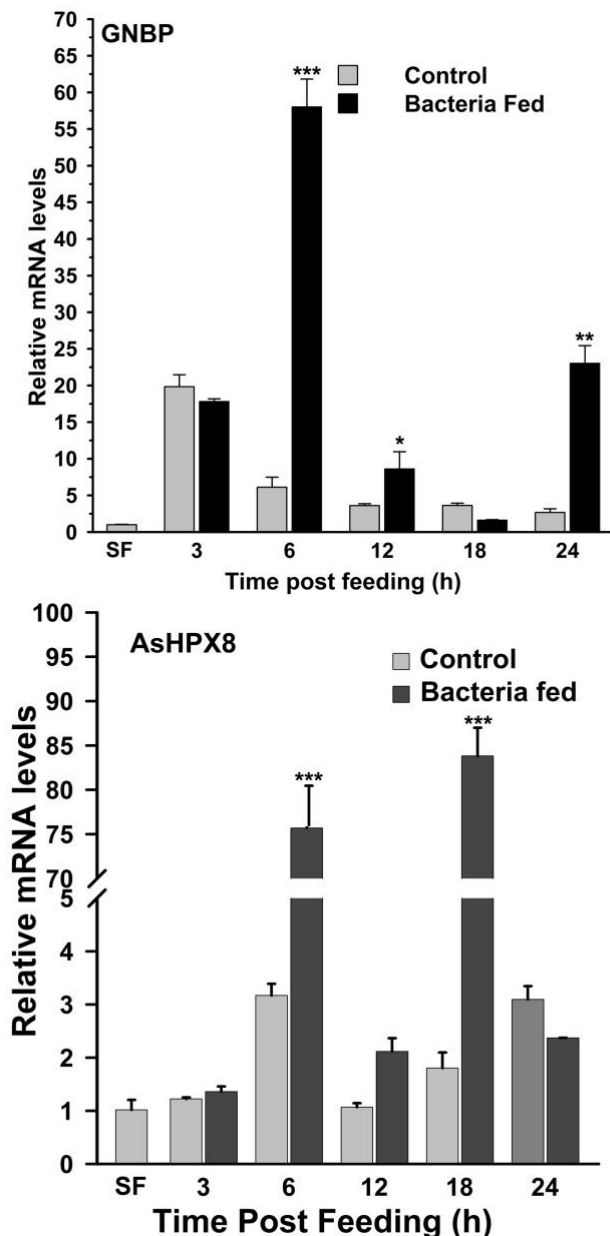 GNBP
Control
Bacteria Fed
Relative mRNA levels
70
65
60
55
50
45
40
35
30
25
20
15
10
5
0
***
*
**
SF 3 6 12 18 24
Time post feeding (h)
AsHPX8
Control
Bacteria fed
Relative mRNA levels
100
95
90
85
80
75
70
5
4
3
2
1
0
***
***
SF 3 6 12 18 24
Time Post Feeding (h)